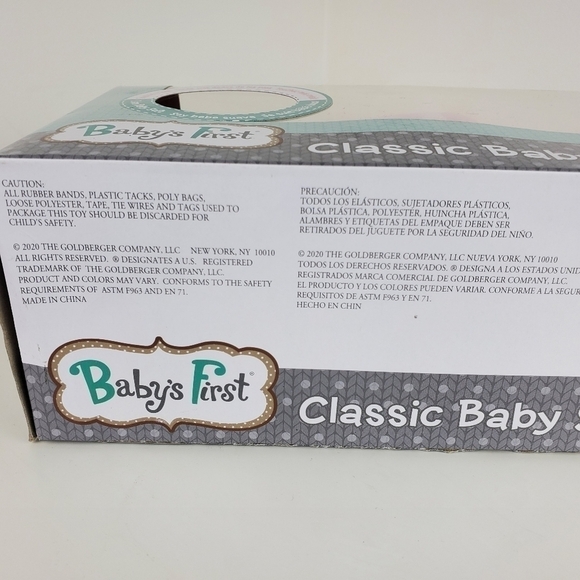 Baby's First
Classic Baby
CAUTION:
ALL RUBBER BANDS, PLASTIC TACKS, POLY BAGS,
LOOSE POLYESTER, TAPE, TIE WIRES AND TAGS USED TO
PACKAGE THIS TOY SHOULD BE DISCARDED FOR
CHILD'S SAFETY.
© 2020 THE GOLDBERGER COMPANY, LLC NEW YORK, NY 10010
ALL RIGHTS RESERVED. ® DESIGNATES A U.S. REGISTERED
TRADEMARK OF THE GOLDBERGER COMPANY, LLC.
PRODUCT AND COLORS MAY VARY. CONFORMS TO THE SAFETY
REQUIREMENTS OF ASTM F963 AND EN 71.
MADE IN CHINA
PRECAUCIÓN:
TODOS LOS ELÁSTICOS, SUJETADORES PLÁSTICOS,
BOLSA PLÁSTICA, POLYESTER, HUINCHA PLÁSTICA,
ALAMBRES Y ETIQUETAS DEL EMPAQUE DEBEN SER
RETIRADOS DEL JUGUETE POR LA SEGURIDAD DEL NIÑO.
© 2020 THE GOLDBERGER COMPANY, LLC NUEVA YORK, NY 10010
TODOS LOS DERECHOS RESERVADOS. ® DESIGNA A LOS ESTADOS UNID
REGISTRADAS MARCA COMERCIAL DE GOLDBERGER COMPANY, LLC.
EL PRODUCTO Y LOS COLORES PUEDEN VARIAR. CONFORME A LA SEGUR
REQUISITOS DE ASTM F963 Y EN 71.
HECHO EN CHIN
Baby's First®
Classic Baby